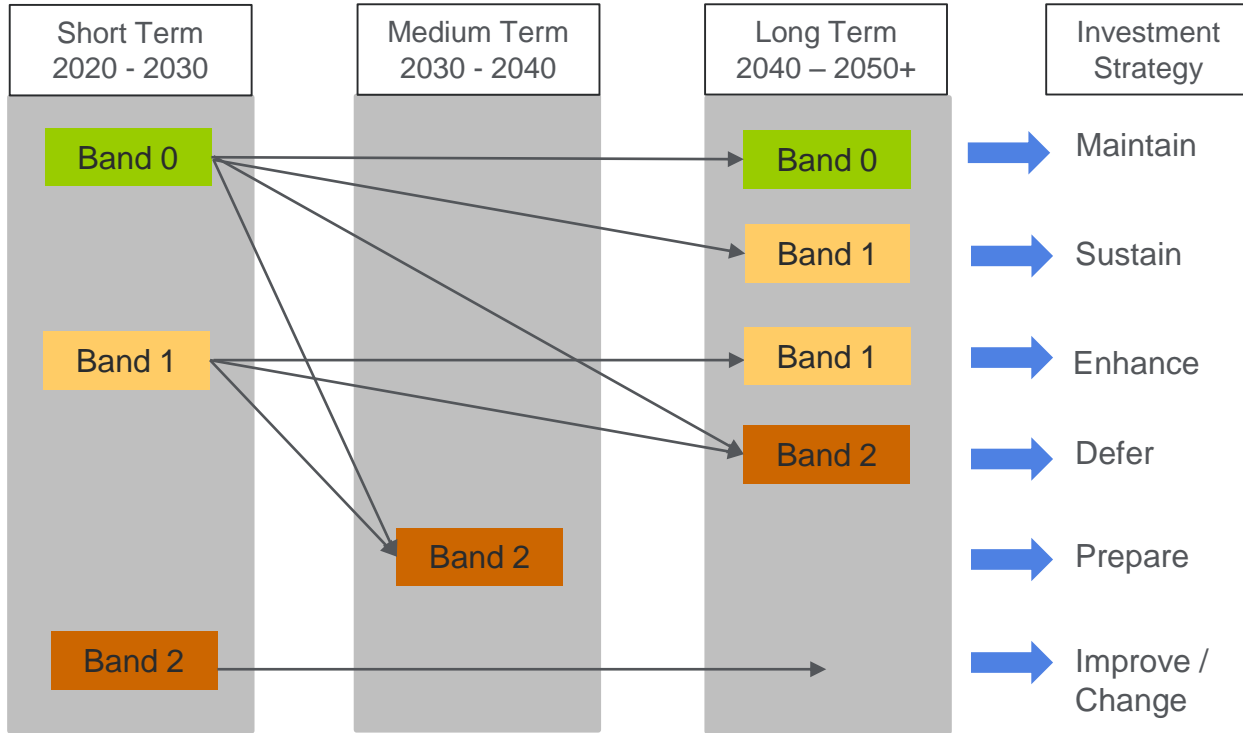 Short Term
2020 - 2030
Medium Term
2030 - 2040
Long Term
2040 – 2050+
Investment
Strategy
Band 0
Band 0
Maintain
Band 1
Sustain
Band 1
Band 1
Enhance
Band 2
Defer
Band 2
Prepare
Band 2
Improve /
Change